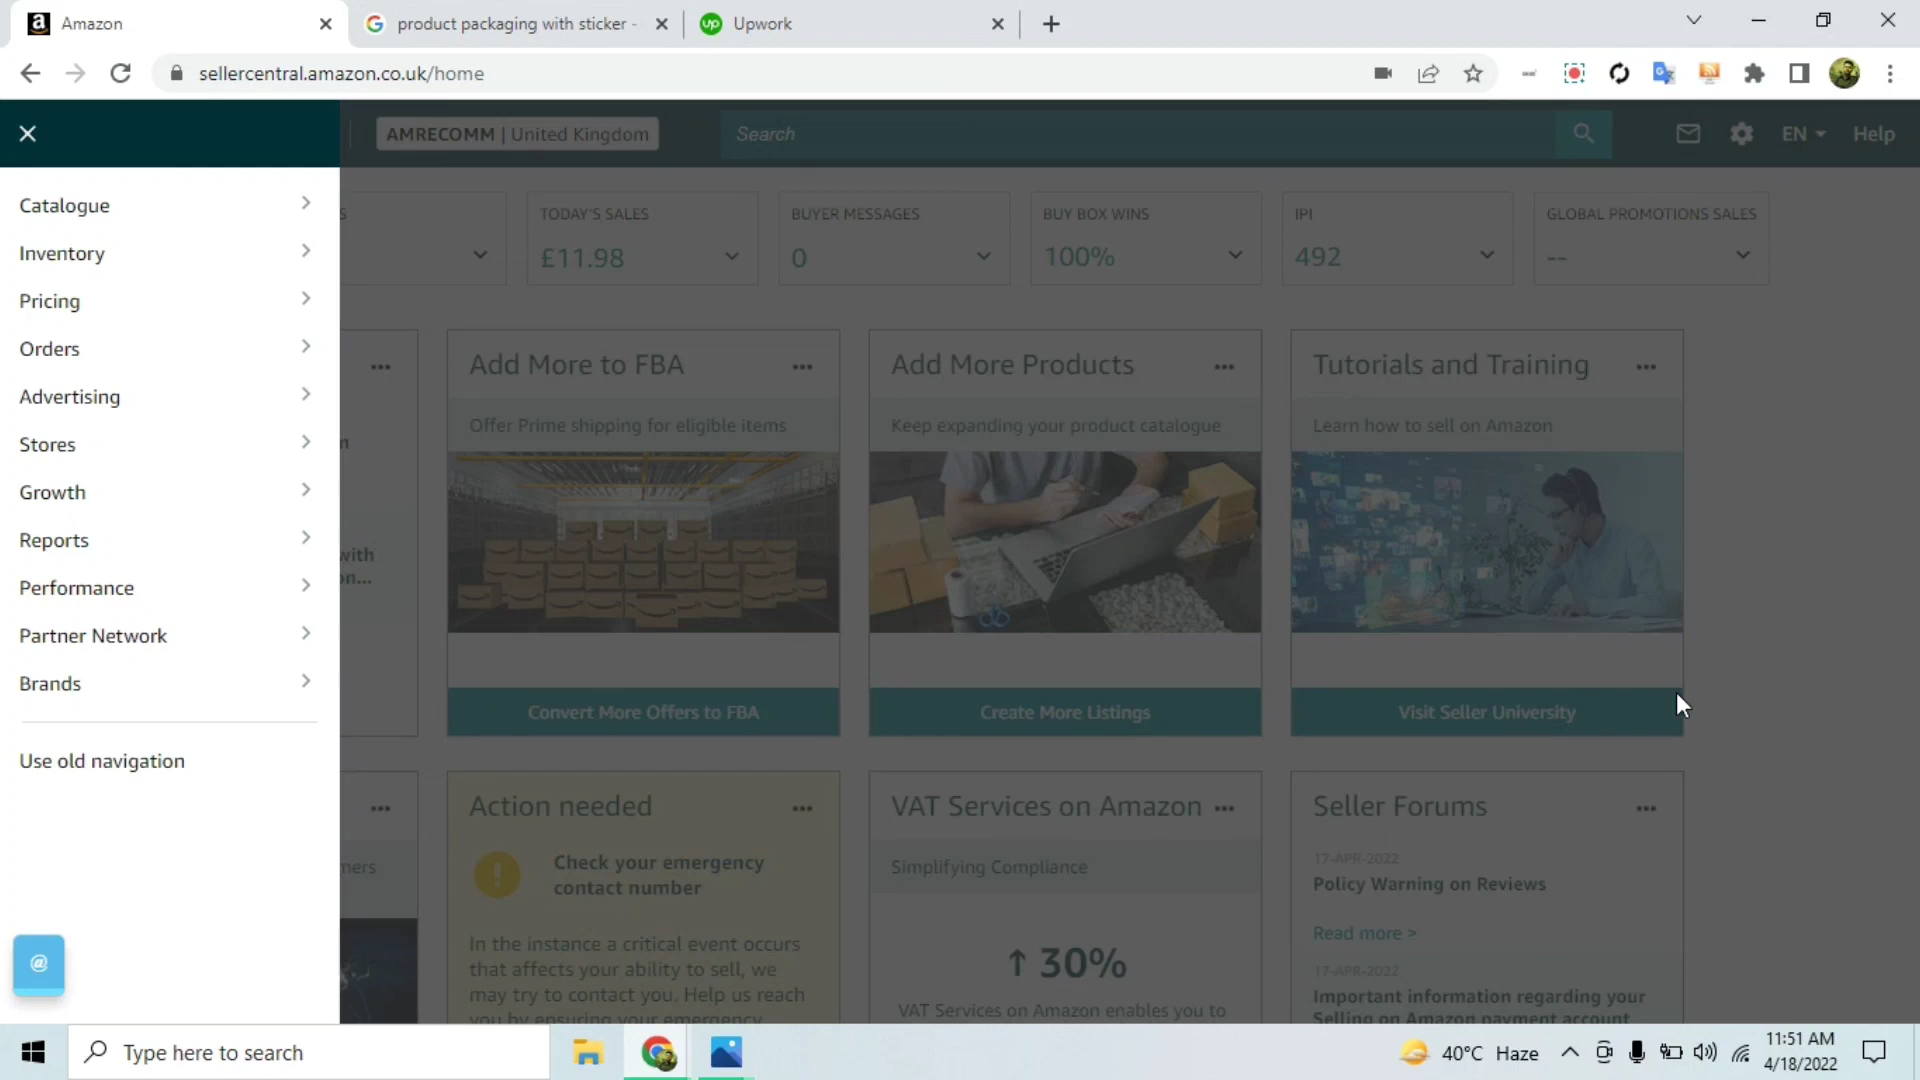 Amazon
product packaging with sticker -
Upwork
sellercentral.amazon.co.uk/home
AMRECOMM | United Kingdom
Search
EN
Help
Catalogue
Inventory
Pricing
Orders
Advertising
Stores
Growth
Reports
Performance
Partner Network
Brands
Use old navigation
S
TODAY'S SALES
£11.98
BUYER MESSAGES
0
BUY BOX WINS
100%
IPI
492
GLOBAL PROMOTIONS SALES
--
n
with
on...
Add More to FBA
Offer Prime shipping for eligible items
Convert More Offers to FBA
Add More Products
Keep expanding your product catalogue
Create More Listings
Tutorials and Training
Learn how to sell on Amazon
Visit Seller University
mers
Action needed
Check your emergency
contact number
In the instance a critical event occurs
that affects your ability to sell, we
may try to contact you. Help us reach
you by ensuring your emergency
VAT Services on Amazon
Simplifying Compliance
↑ 30%
VAT Services on Amazon enables you to
Seller Forums
17-APR-2022
Policy Warning on Reviews
Read more >
17-APR-2022
Important information regarding your
Selling on Amazon payment account
@
Type here to search
40°C Haze
11:51 AM
4/18/2022